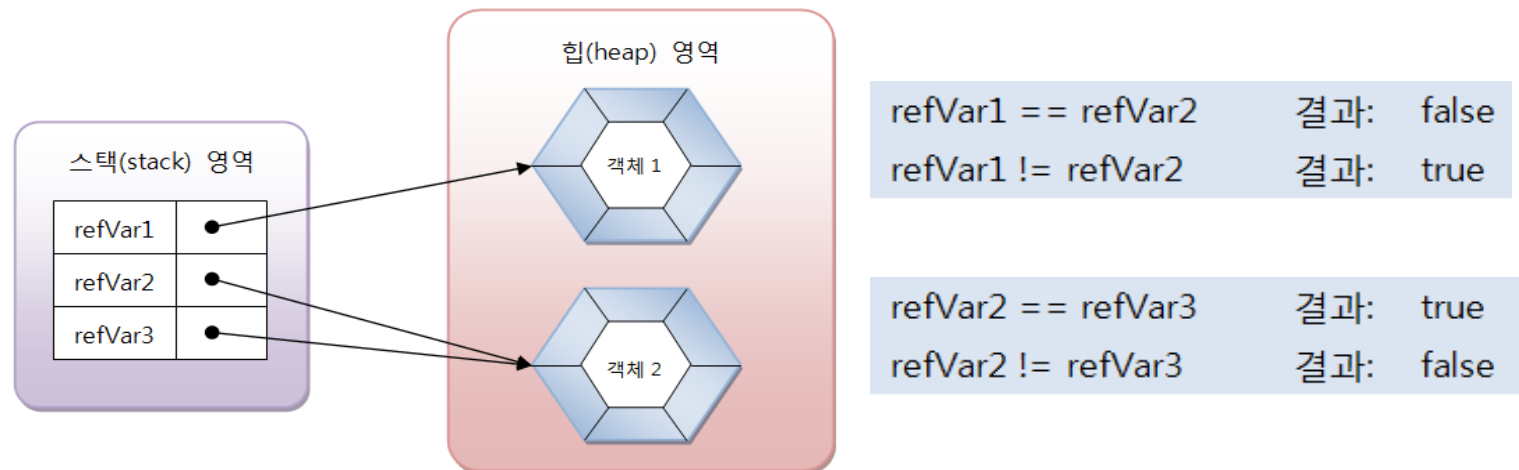 스택(stack) 영역
refVar1
refVar2
refVar3
힙(heap) 영역
객체 1
객체 2
refVar1 == refVar2 결과: false
refVar1 != refVar2 결과: true
refVar2 == refVar3 결과: true
refVar2 != refVar3 결과: false